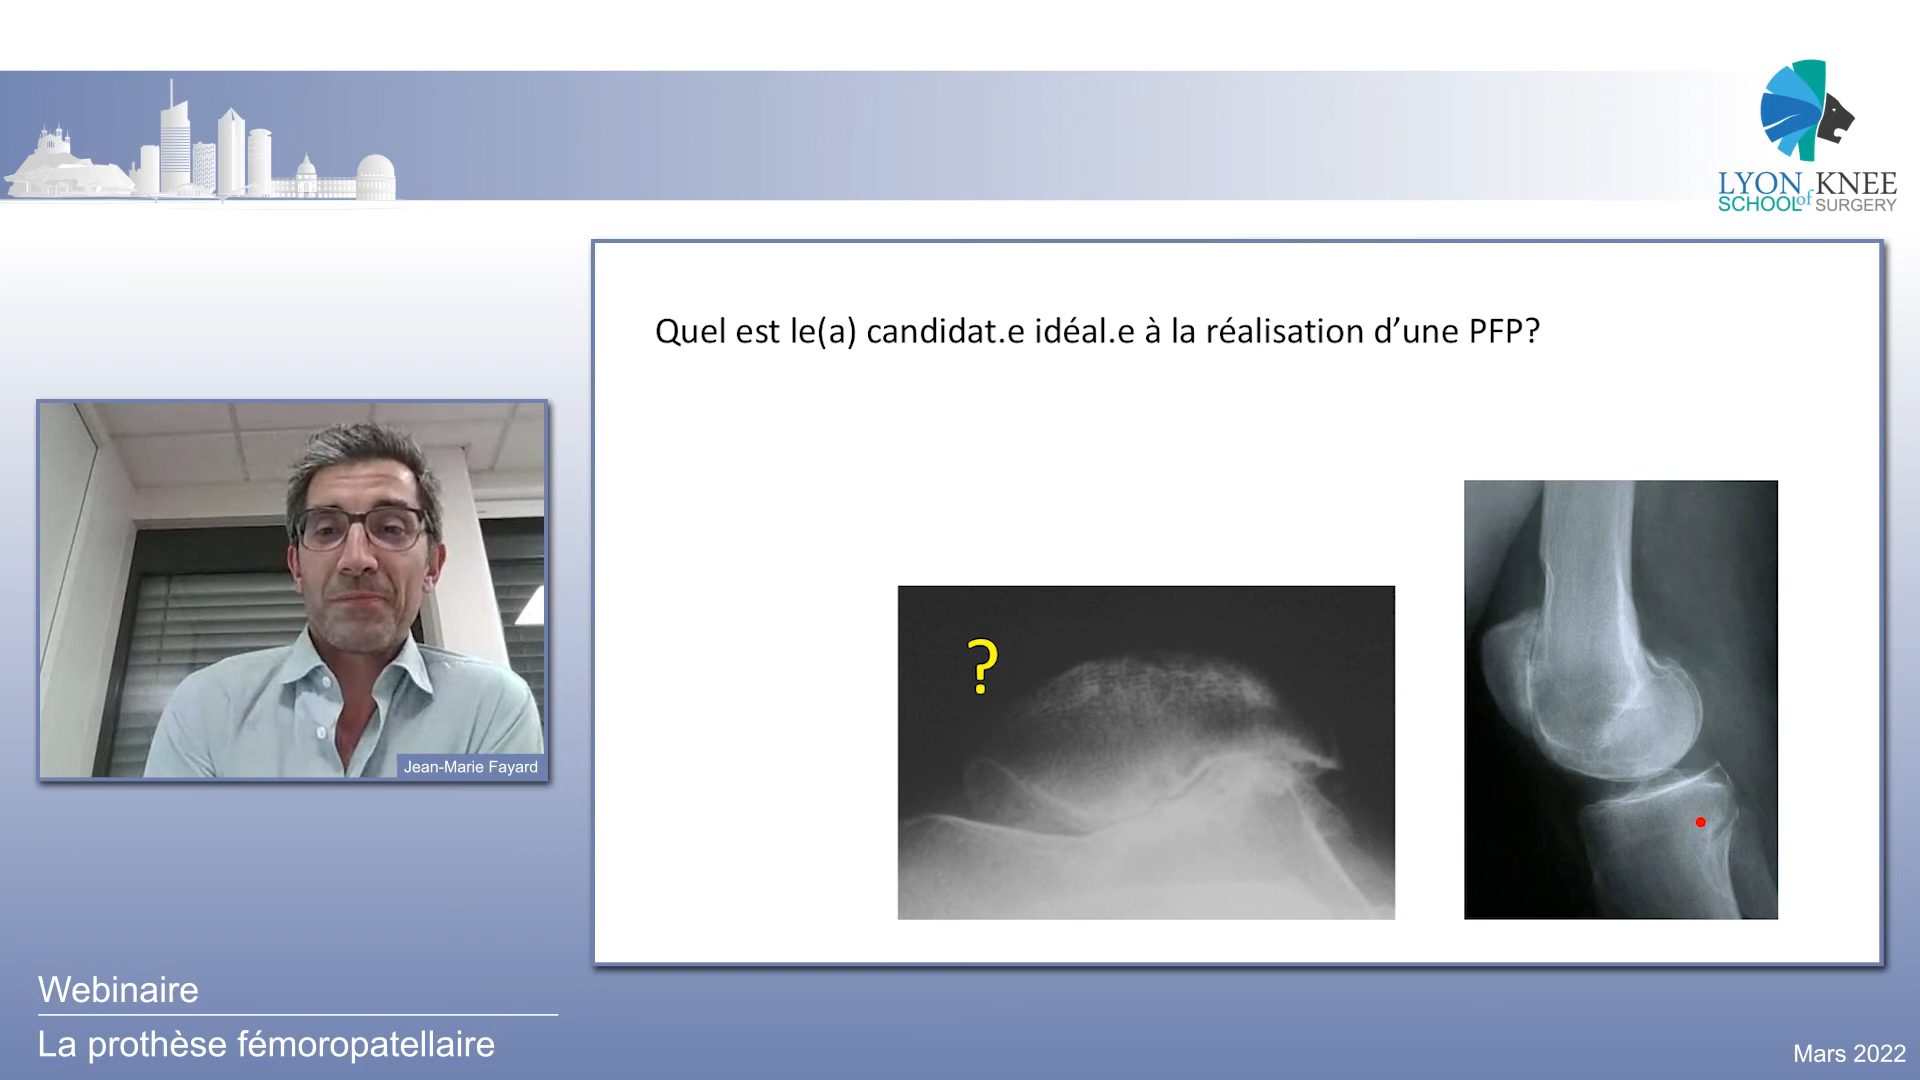 LYON KNEE
SCHOOL of SURGERY
Quel est le(a) candidat.e idéal.e à la réalisation d’une PFP?
?
Jean-Marie Fayard
Webinaire
La prothèse fémoropatellaire
Mars 2022